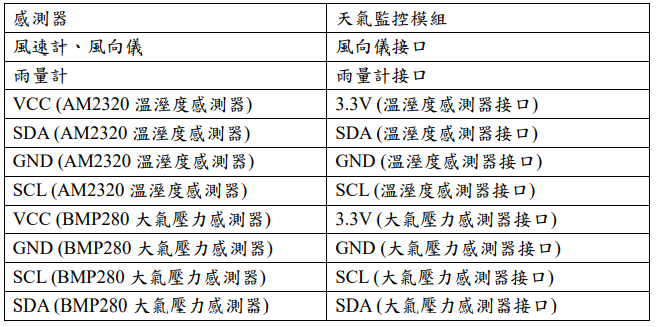 感測器 天氣監控模組
風速計、風向儀 風向儀接口
雨量計 雨量計接口
VCC (AM2320 溫溼度感測器) 3.3V (溫溼度感測器接口)
SDA (AM2320 溫溼度感測器) SDA (溫溼度感測器接口)
GND (AM2320 溫溼度感測器) GND (溫溼度感測器接口)
SCL (AM2320 溫溼度感測器) SCL (溫溼度感測器接口)
VCC (BMP280 大氣壓力感測器) 3.3V (大氣壓力感測器接口)
GND (BMP280 大氣壓力感測器) GND (大氣壓力感測器接口)
SCL (BMP280 大氣壓力感測器) SCL (大氣壓力感測器接口)
SDA (BMP280 大氣壓力感測器) SDA (大氣壓力感測器接口)